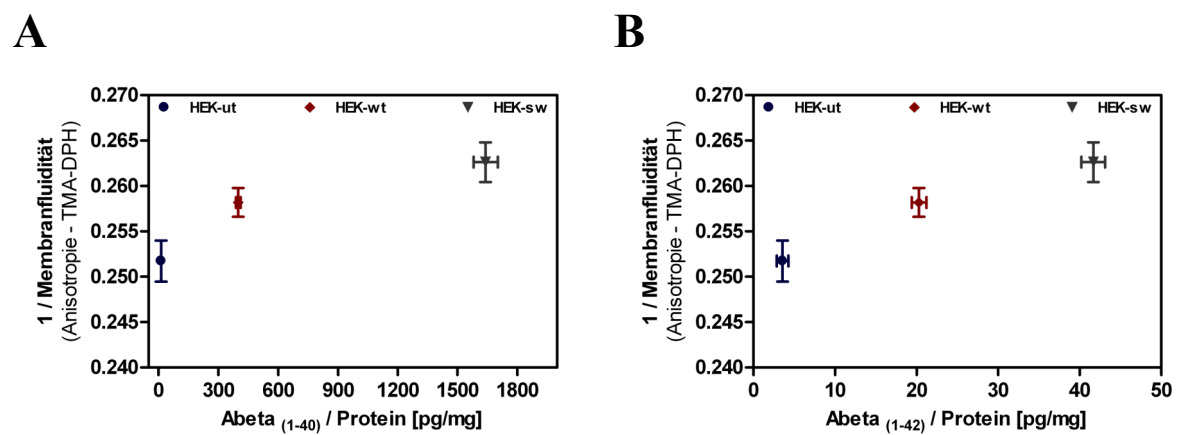 A
HEK-ut HEK-wt HEK-sw
1 / Membranfluidität
(Anisotropie - TMA-DPH)
0.270
0.265
0.260
0.255
0.250
0.245
0.240
0 300 600 900 1200 1500 1800
Abeta (1-40) / Protein [pg/mg]
B
HEK-ut HEK-wt HEK-sw
1 / Membranfluidität
(Anisotropie - TMA-DPH)
0.270
0.265
0.260
0.255
0.250
0.245
0.240
0 10 20 30 40 50
Abeta (1-42) / Protein [pg/mg]